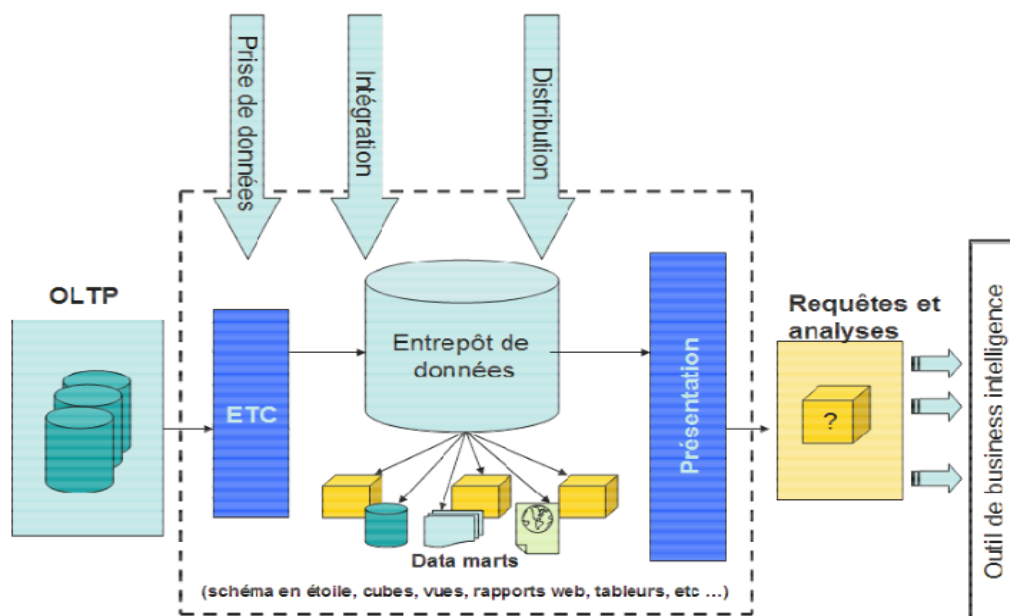 Prise de données
Intégration
Distribution
OLTP
ETC
Entrepôt de
données
Présentation
Requêtes et
analyses
?
Outil de business intelligence
Data marts
(schéma en étoile, cubes, vues, rapports web, tableurs, etc ...)